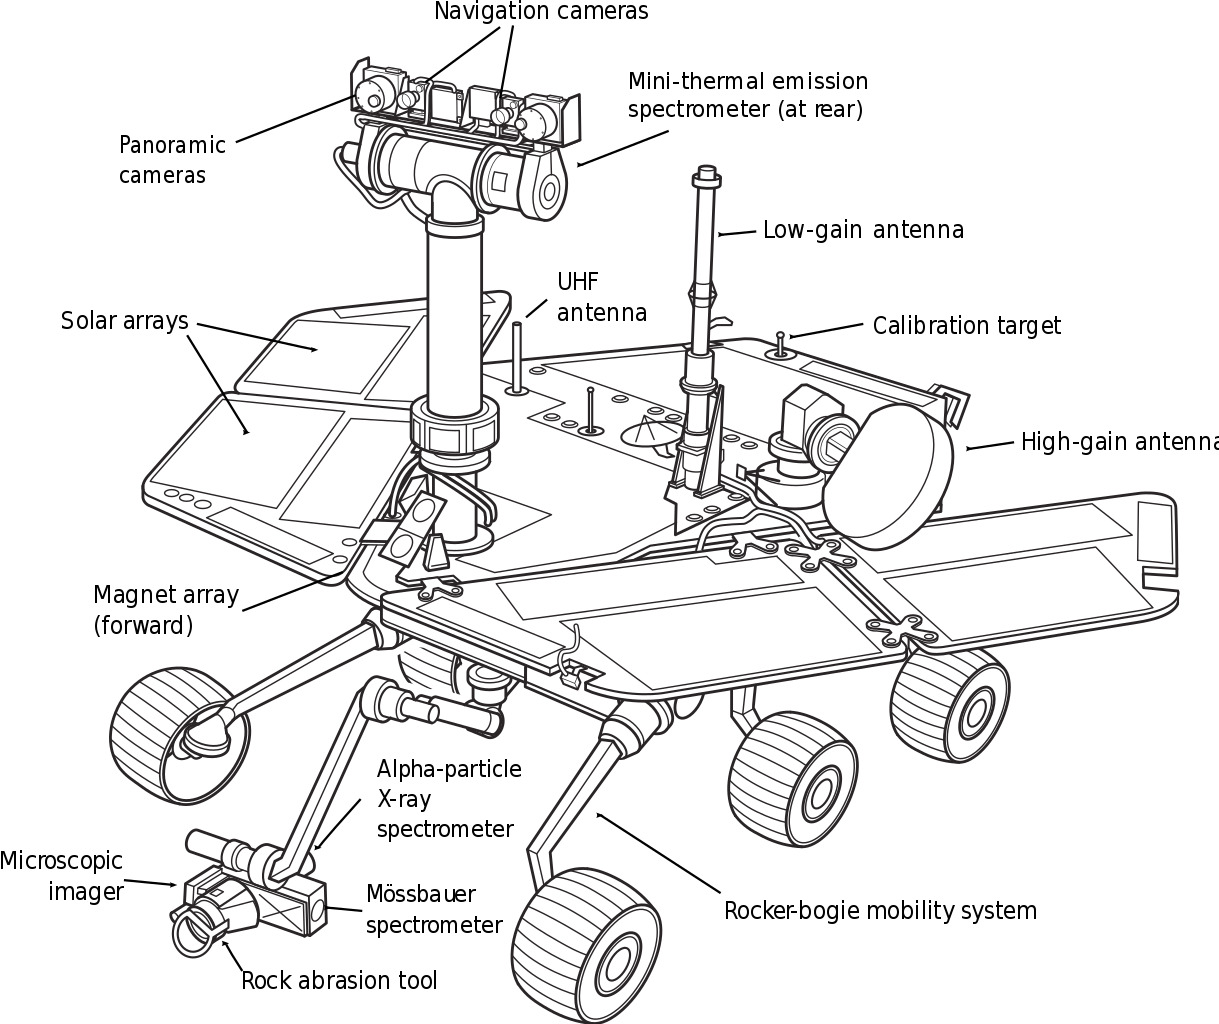 Navigation cameras
Mini-thermal emission
spectrometer (at rear)
Panoramic
cameras
Low-gain antenna
UHF
antenna
Solar arrays
Calibration target
High-gain antenna
Magnet array
(forward)
Alpha-particle
X-ray
spectrometer
Microscopic
imager
Mössbauer
spectrometer
Rocker-bogie mobility system
Rock abrasion tool